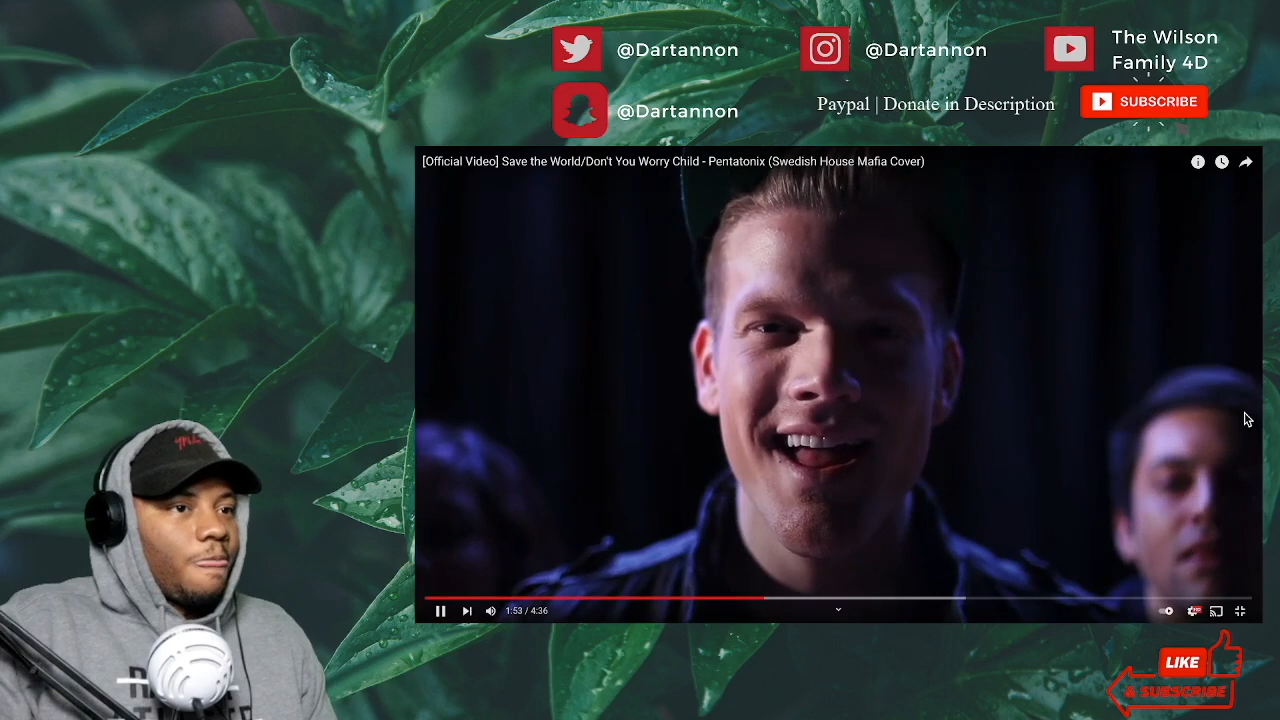 @Dartannon
@Dartannon
The Wilson
Family 4D
@Dartannon
Paypal | Donate in Description
SUBSCRIBE
[Official Video] Save the World/Don't You Worry Child - Pentatonix (Swedish House Mafia Cover)
1:53 / 4:36
LIKE
& SUBSCRIBE